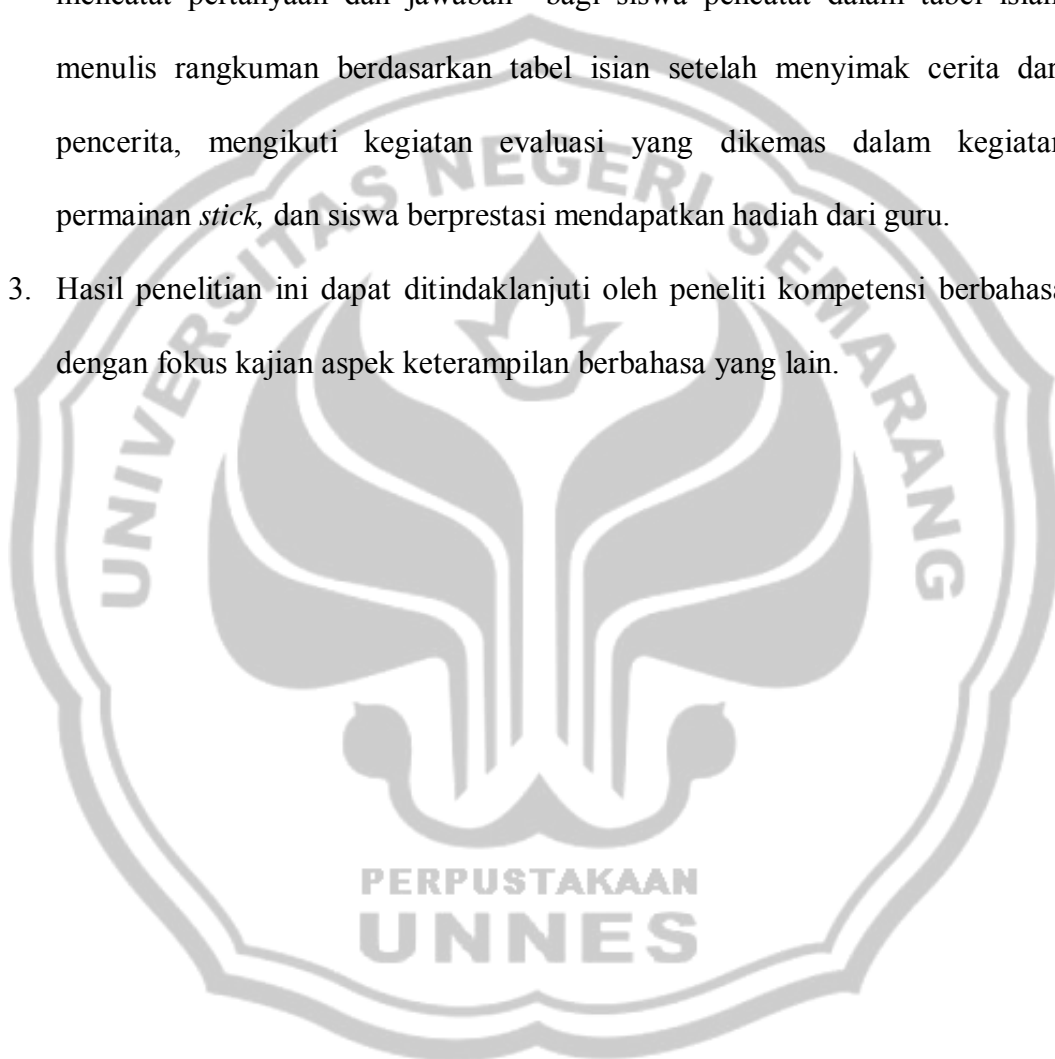 mencatat pertanyaan dan jawaban bagi siswa pencatat dalam tabel isian
menulis rangkuman berdasarkan tabel isian setelah menyimak cerita dar
pencerita, mengikuti kegiatan evaluasi yang dikemas dalam kegiatan
permainan stick, dan siswa berprestasi mendapatkan hadiah dari guru.
3. Hasil penelitian ini dapat ditindaklanjuti oleh peneliti kompetensi berbahasa
dengan fokus kajian aspek keterampilan berbahasa yang lain.
UNIVERSITAS NEGERI SEMARANG
PERPUSTAKAAN
UNNES